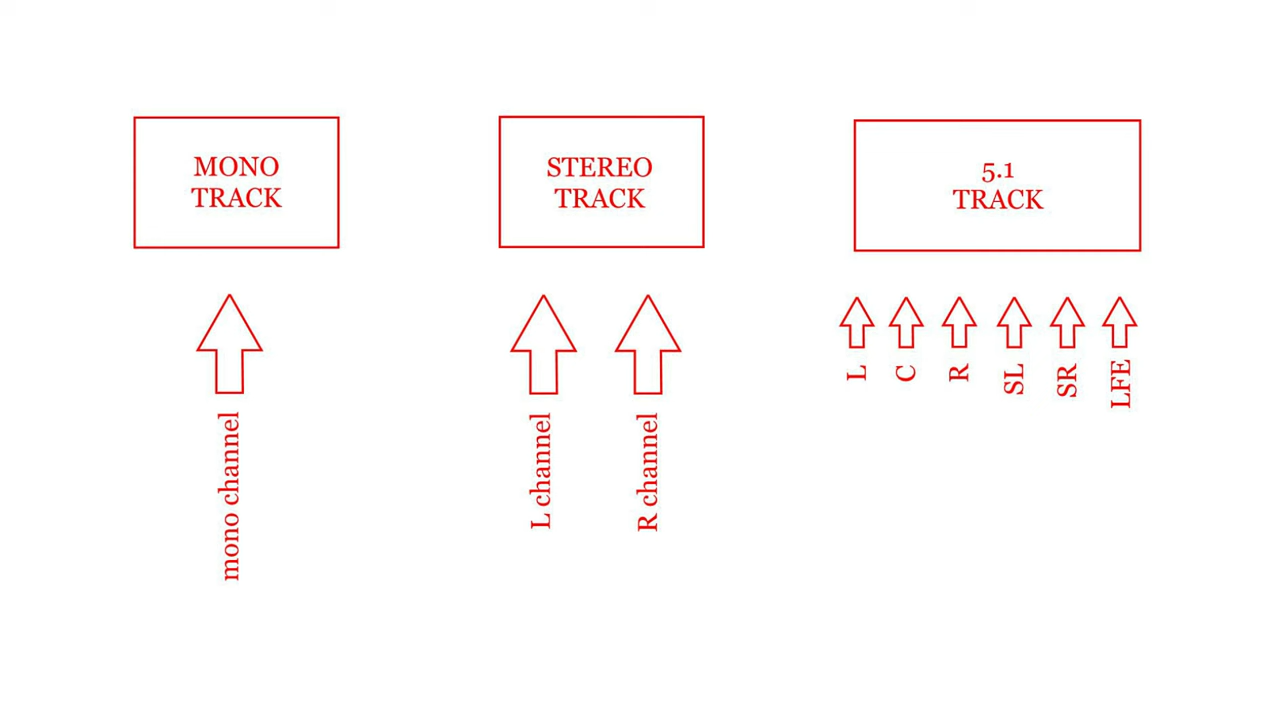 MONO
TRACK
STEREO
TRACK
5.1
TRACK
mono channel
L channel
R channel
L
C
R
SL
SR
LFE